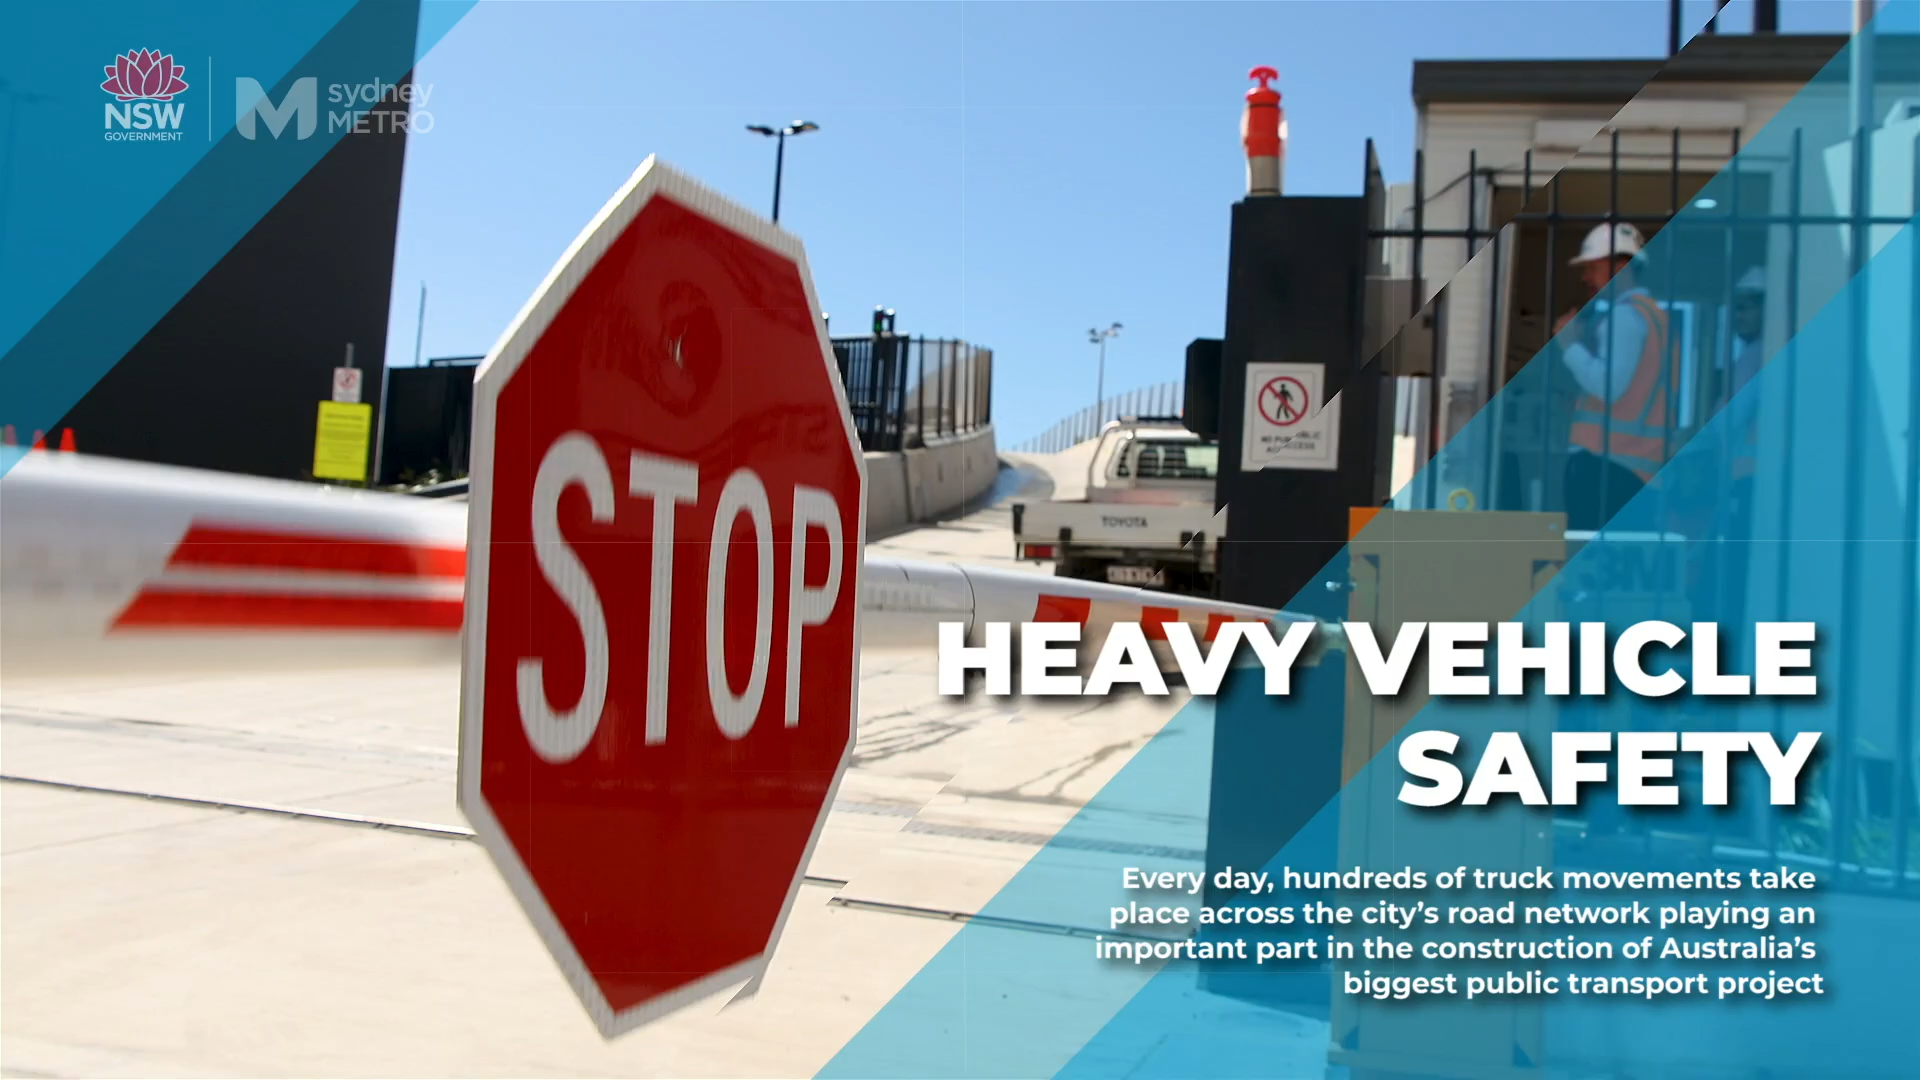 NSW
GOVERNMENT
sydney
METRO
STOP
TOYOTA
HEAVY VEHICLE
SAFETY
Every day, hundreds of truck movements take
place across the city’s road network playing an
important part in the construction of Australia’s
biggest public transport project